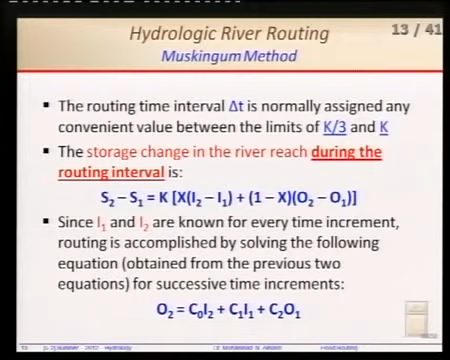 Hydrologic River Routing
13 / 41
Muskingum Method
▪ The routing time interval Δt is normally assigned any
convenient value between the limits of K/3 and K
▪ The storage change in the river reach during the
routing interval is:
S₂ – S₁ = K [X(I₂ – I₁) + (1 – X)(O₂ – O₁)]
▪ Since I₁ and I₂ are known for every time increment,
routing is accomplished by solving the following
equation (obtained from the previous two
equations) for successive time increments:
O₂ = C₀I₂ + C₁I₁ + C₂O₁